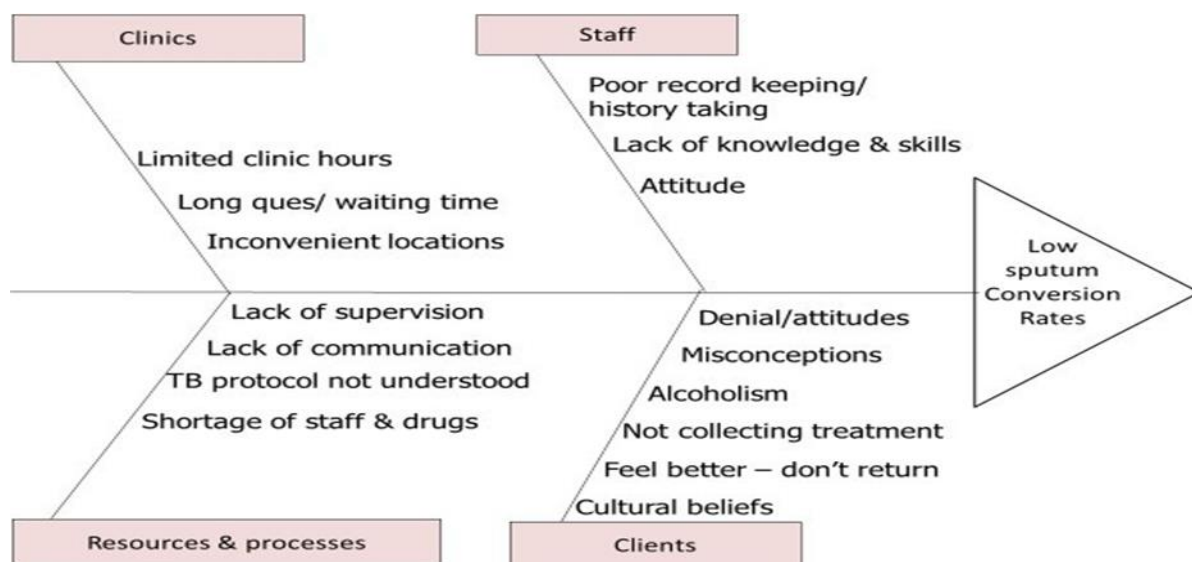 Clinics
Staff
Poor record keeping/
history taking
Lack of knowledge & skills
Attitude
Limited clinic hours
Long ques/ waiting time
Inconvenient locations
Low
sputum
Conversion
Rates
Lack of supervision
Lack of communication
TB protocol not understood
Shortage of staff & drugs
Denial/attitudes
Misconceptions
Alcoholism
Not collecting treatment
Feel better – don’t return
Cultural beliefs
Resources & processes
Clients